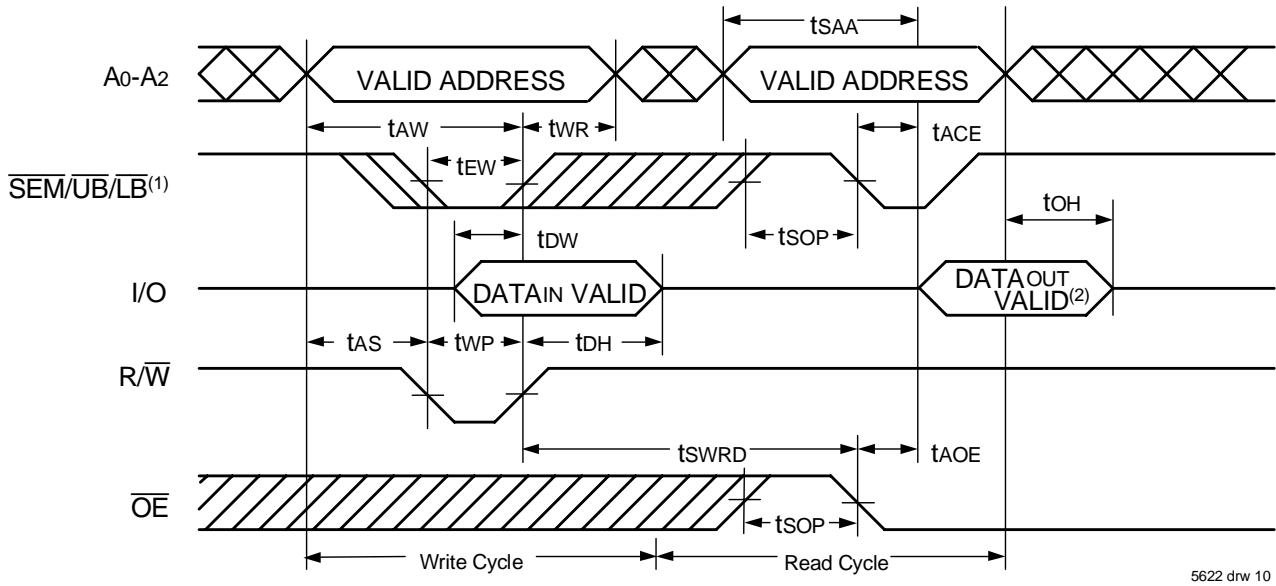 tSAA
A0-A2 VALID ADDRESS VALID ADDRESS
tAW tWR tACE
tEW
SEM/UB/LB(1)
tOH
tDW tSOP
I/O DATAIN VALID DATAOUT VALID(2)
tAS tWP tDH
R/W
tSWRD tAOE
OE
tSOP
Write Cycle Read Cycle
5622 drw 10